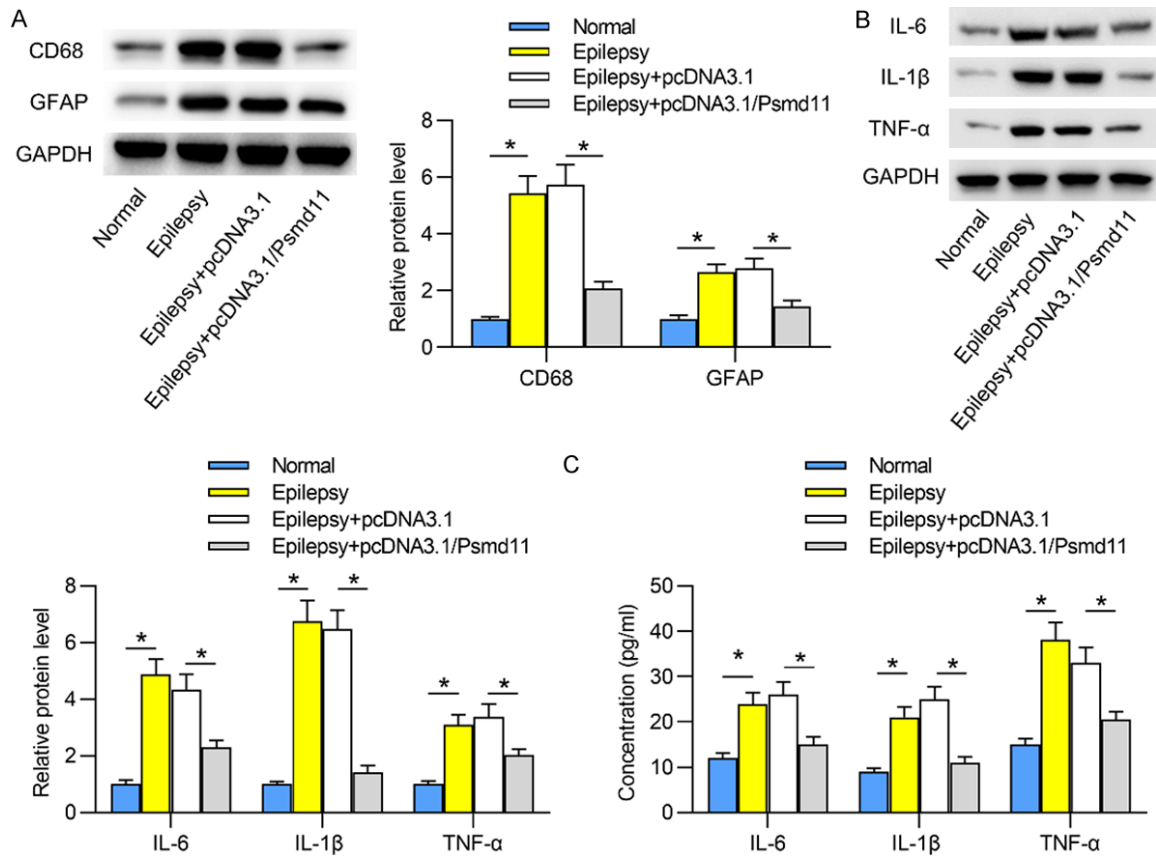 A
CD68
GFAP
GAPDH
Normal
Epilepsy
Epilepsy+pcDNA3.1
Epilepsy+pcDNA3.1/Psmd11
Normal
Epilepsy
Epilepsy+pcDNA3.1
Epilepsy+pcDNA3.1/Psmd11
Relative protein level
8
6
4
2
0
* * * *
CD68 GFAP
B
IL-6
IL-1β
TNF-α
GAPDH
Normal
Epilepsy
Epilepsy+pcDNA3.1
Epilepsy+pcDNA3.1/Psmd11
Normal
Epilepsy
Epilepsy+pcDNA3.1
Epilepsy+pcDNA3.1/Psmd11
Relative protein level
8
6
4
2
0
* * * * * *
IL-6 IL-1β TNF-α
C
Normal
Epilepsy
Epilepsy+pcDNA3.1
Epilepsy+pcDNA3.1/Psmd11
Concentration (pg/ml)
50
40
30
20
10
0
* * * * * *
IL-6 IL-1β TNF-α